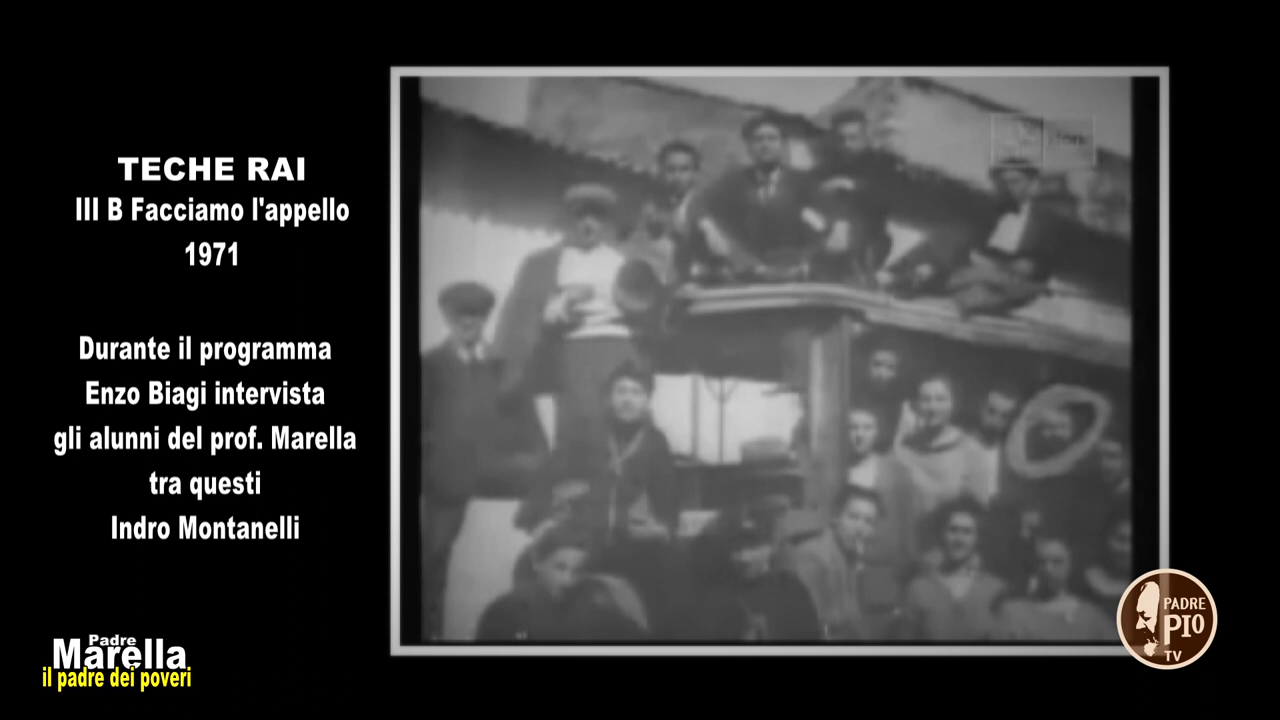 TECHE RAI
III B Facciamo l'appello
1971
Durante il programma
Enzo Biagi intervista
gli alunni del prof. Marella
tra questi
Indro Montanelli
Padre
Marella
il padre dei poveri
PADRE
PIO
TV